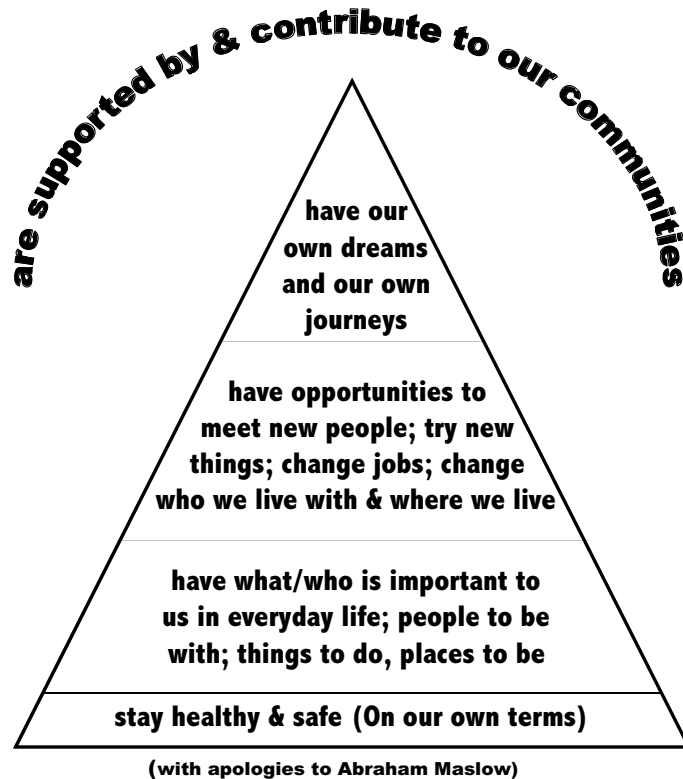 are supported by & contribute to our communities
have our
own dreams
and our own
journeys
have opportunities to
meet new people; try new
things; change jobs; change
who we live with & where we live
have what/who is important to
us in everyday life; people to be
with; things to do, places to be
stay healthy & safe (On our own terms)
(with apologies to Abraham Maslow)